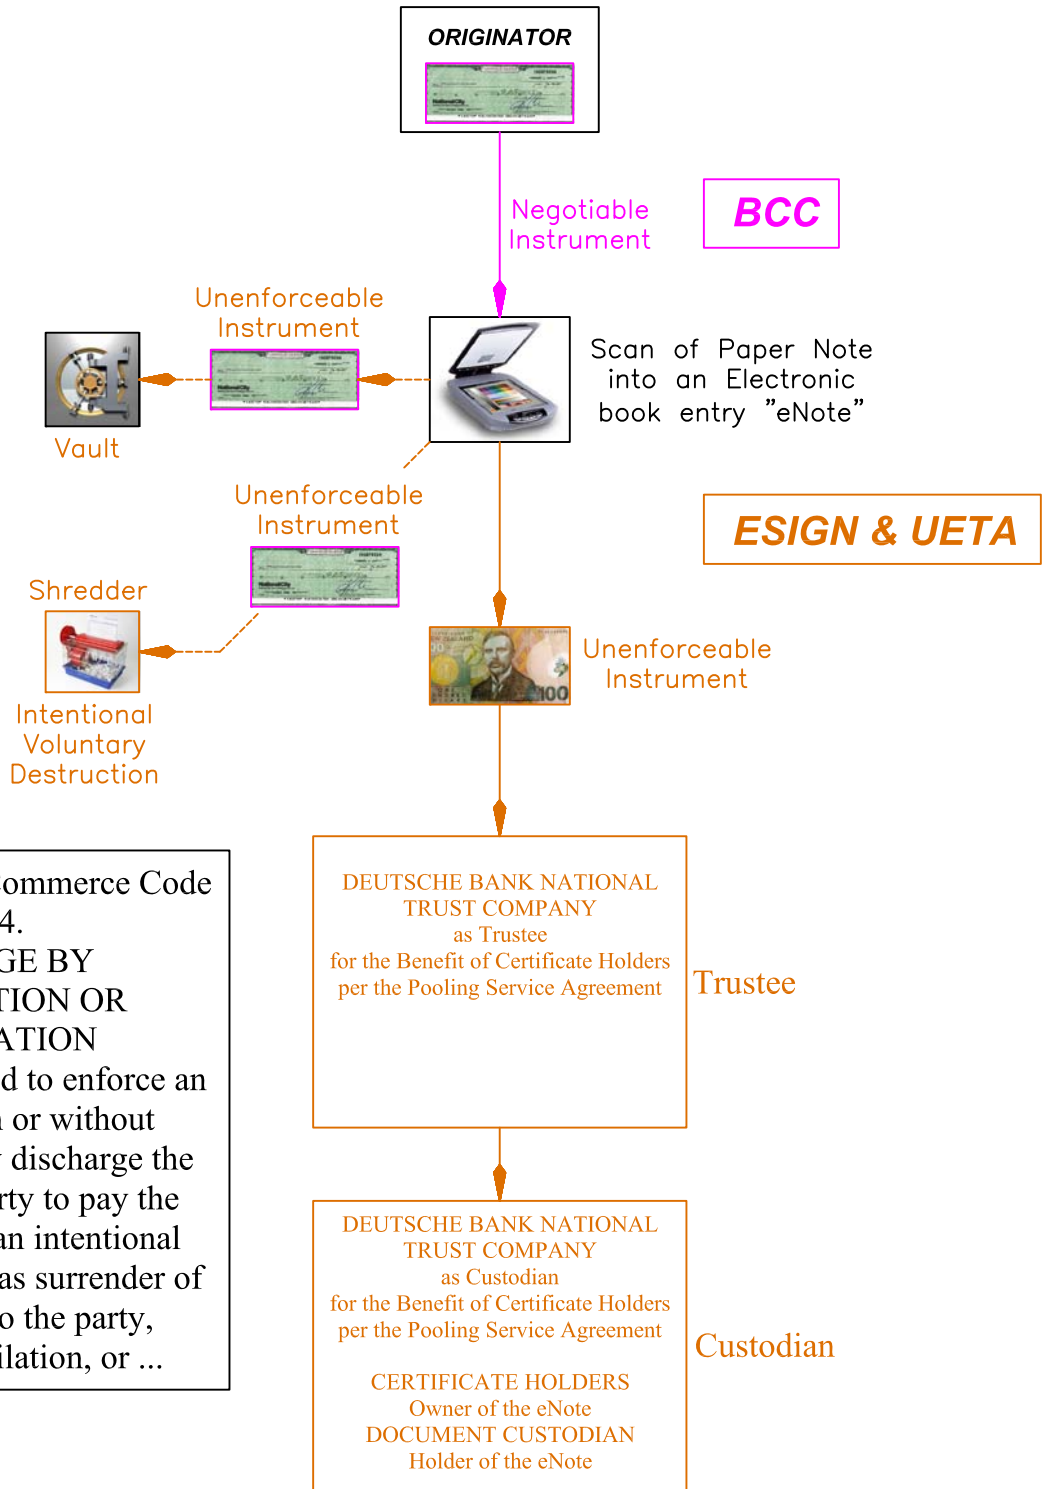 ORIGINATOR
NationalCity
Negotiable
Instrument
BCC
Unenforceable
Instrument
NationalCity
Vault
Scan of Paper Note
into an Electronic
book entry "eNote"
Unenforceable
Instrument
NationalCity
ESIGN & UETA
Shredder
Intentional
Voluntary
Destruction
100
Unenforceable
Instrument
ommerce Code
4.
GE BY
TION OR
ATION
d to enforce an
or without
discharge the
rty to pay the
an intentional
as surrender of
o the party,
ilation, or ...
DEUTSCHE BANK NATIONAL
TRUST COMPANY
as Trustee
for the Benefit of Certificate Holders
per the Pooling Service Agreement
Trustee
DEUTSCHE BANK NATIONAL
TRUST COMPANY
as Custodian
for the Benefit of Certificate Holders
per the Pooling Service Agreement
CERTIFICATE HOLDERS
Owner of the eNote
DOCUMENT CUSTODIAN
Holder of the eNote
Custodian